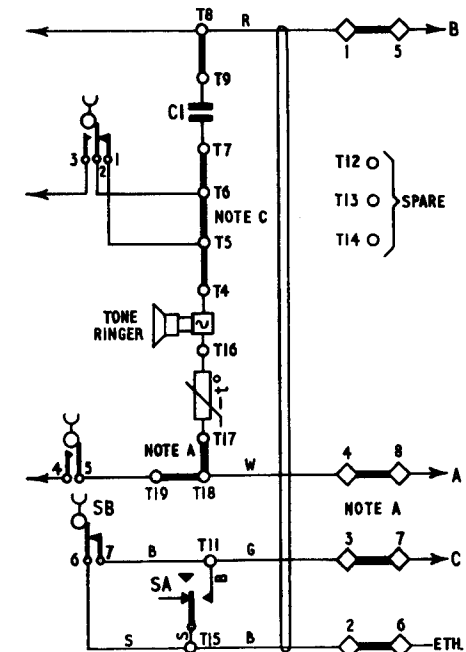 T8 R B
1 5
T9
C1
T7
3 2 1
T12
T6
T13 SPARE
NOTE C
T5
T14
T4
TONE
RINGER
T16
-t°
T17
NOTE A
4 8
4 5 W A
T19 T18
NOTE A
SB
6 7 B T11 G 3 7 C
SA B
2 6
S S T15 B ETH.